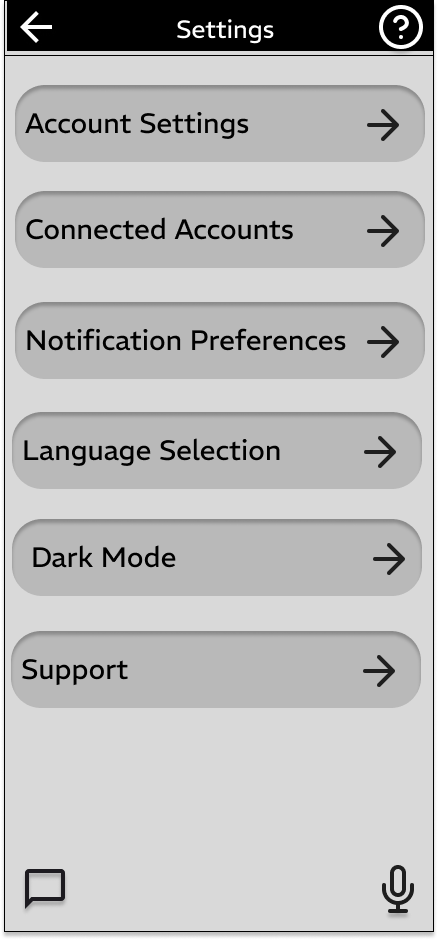 Settings
Account Settings
Connected Accounts
Notification Preferences
Language Selection
Dark Mode
Support